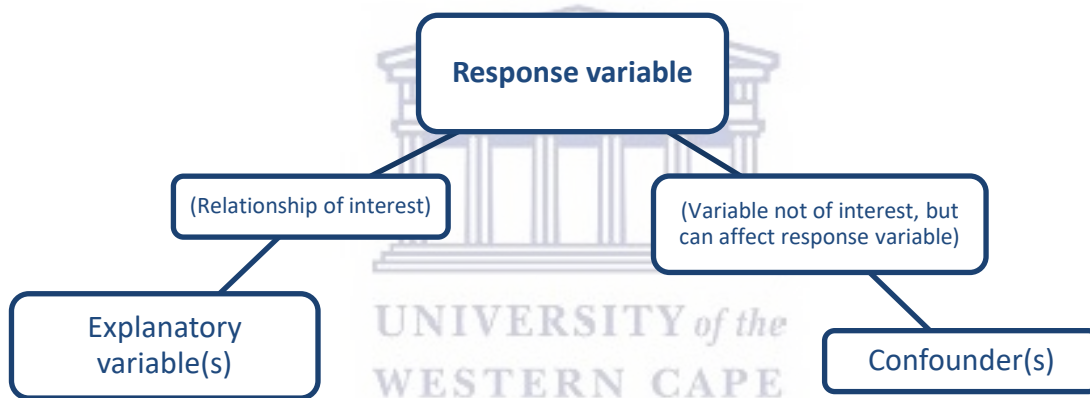 Response variable
(Relationship of interest)
(Variable not of interest, but
can affect response variable)
Explanatory
variable(s)
Confounder(s)
UNIVERSITY of the
WESTERN CAPE